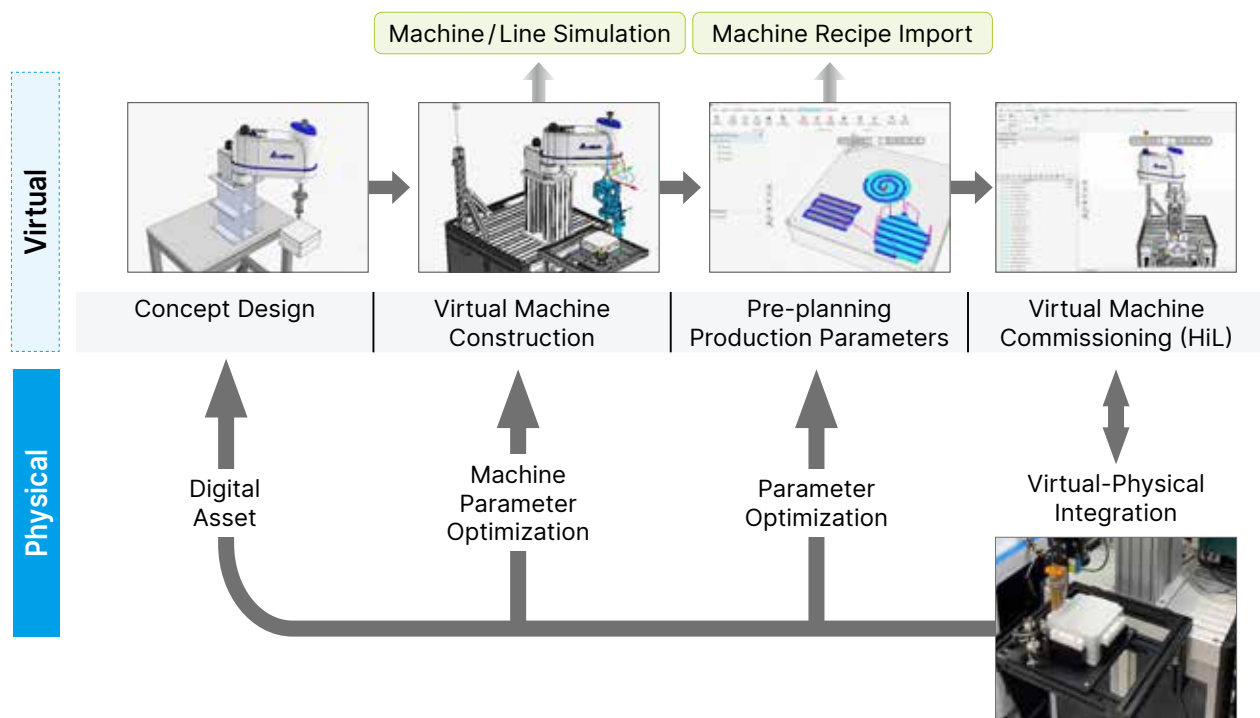 Machine/Line Simulation
Machine Recipe Import
Virtual
Concept Design
Virtual Machine
Construction
Pre-planning
Production Parameters
Virtual Machine
Commissioning (HiL)
Physical
Digital
Asset
Machine
Parameter
Optimization
Parameter
Optimization
Virtual-Physical
Integration